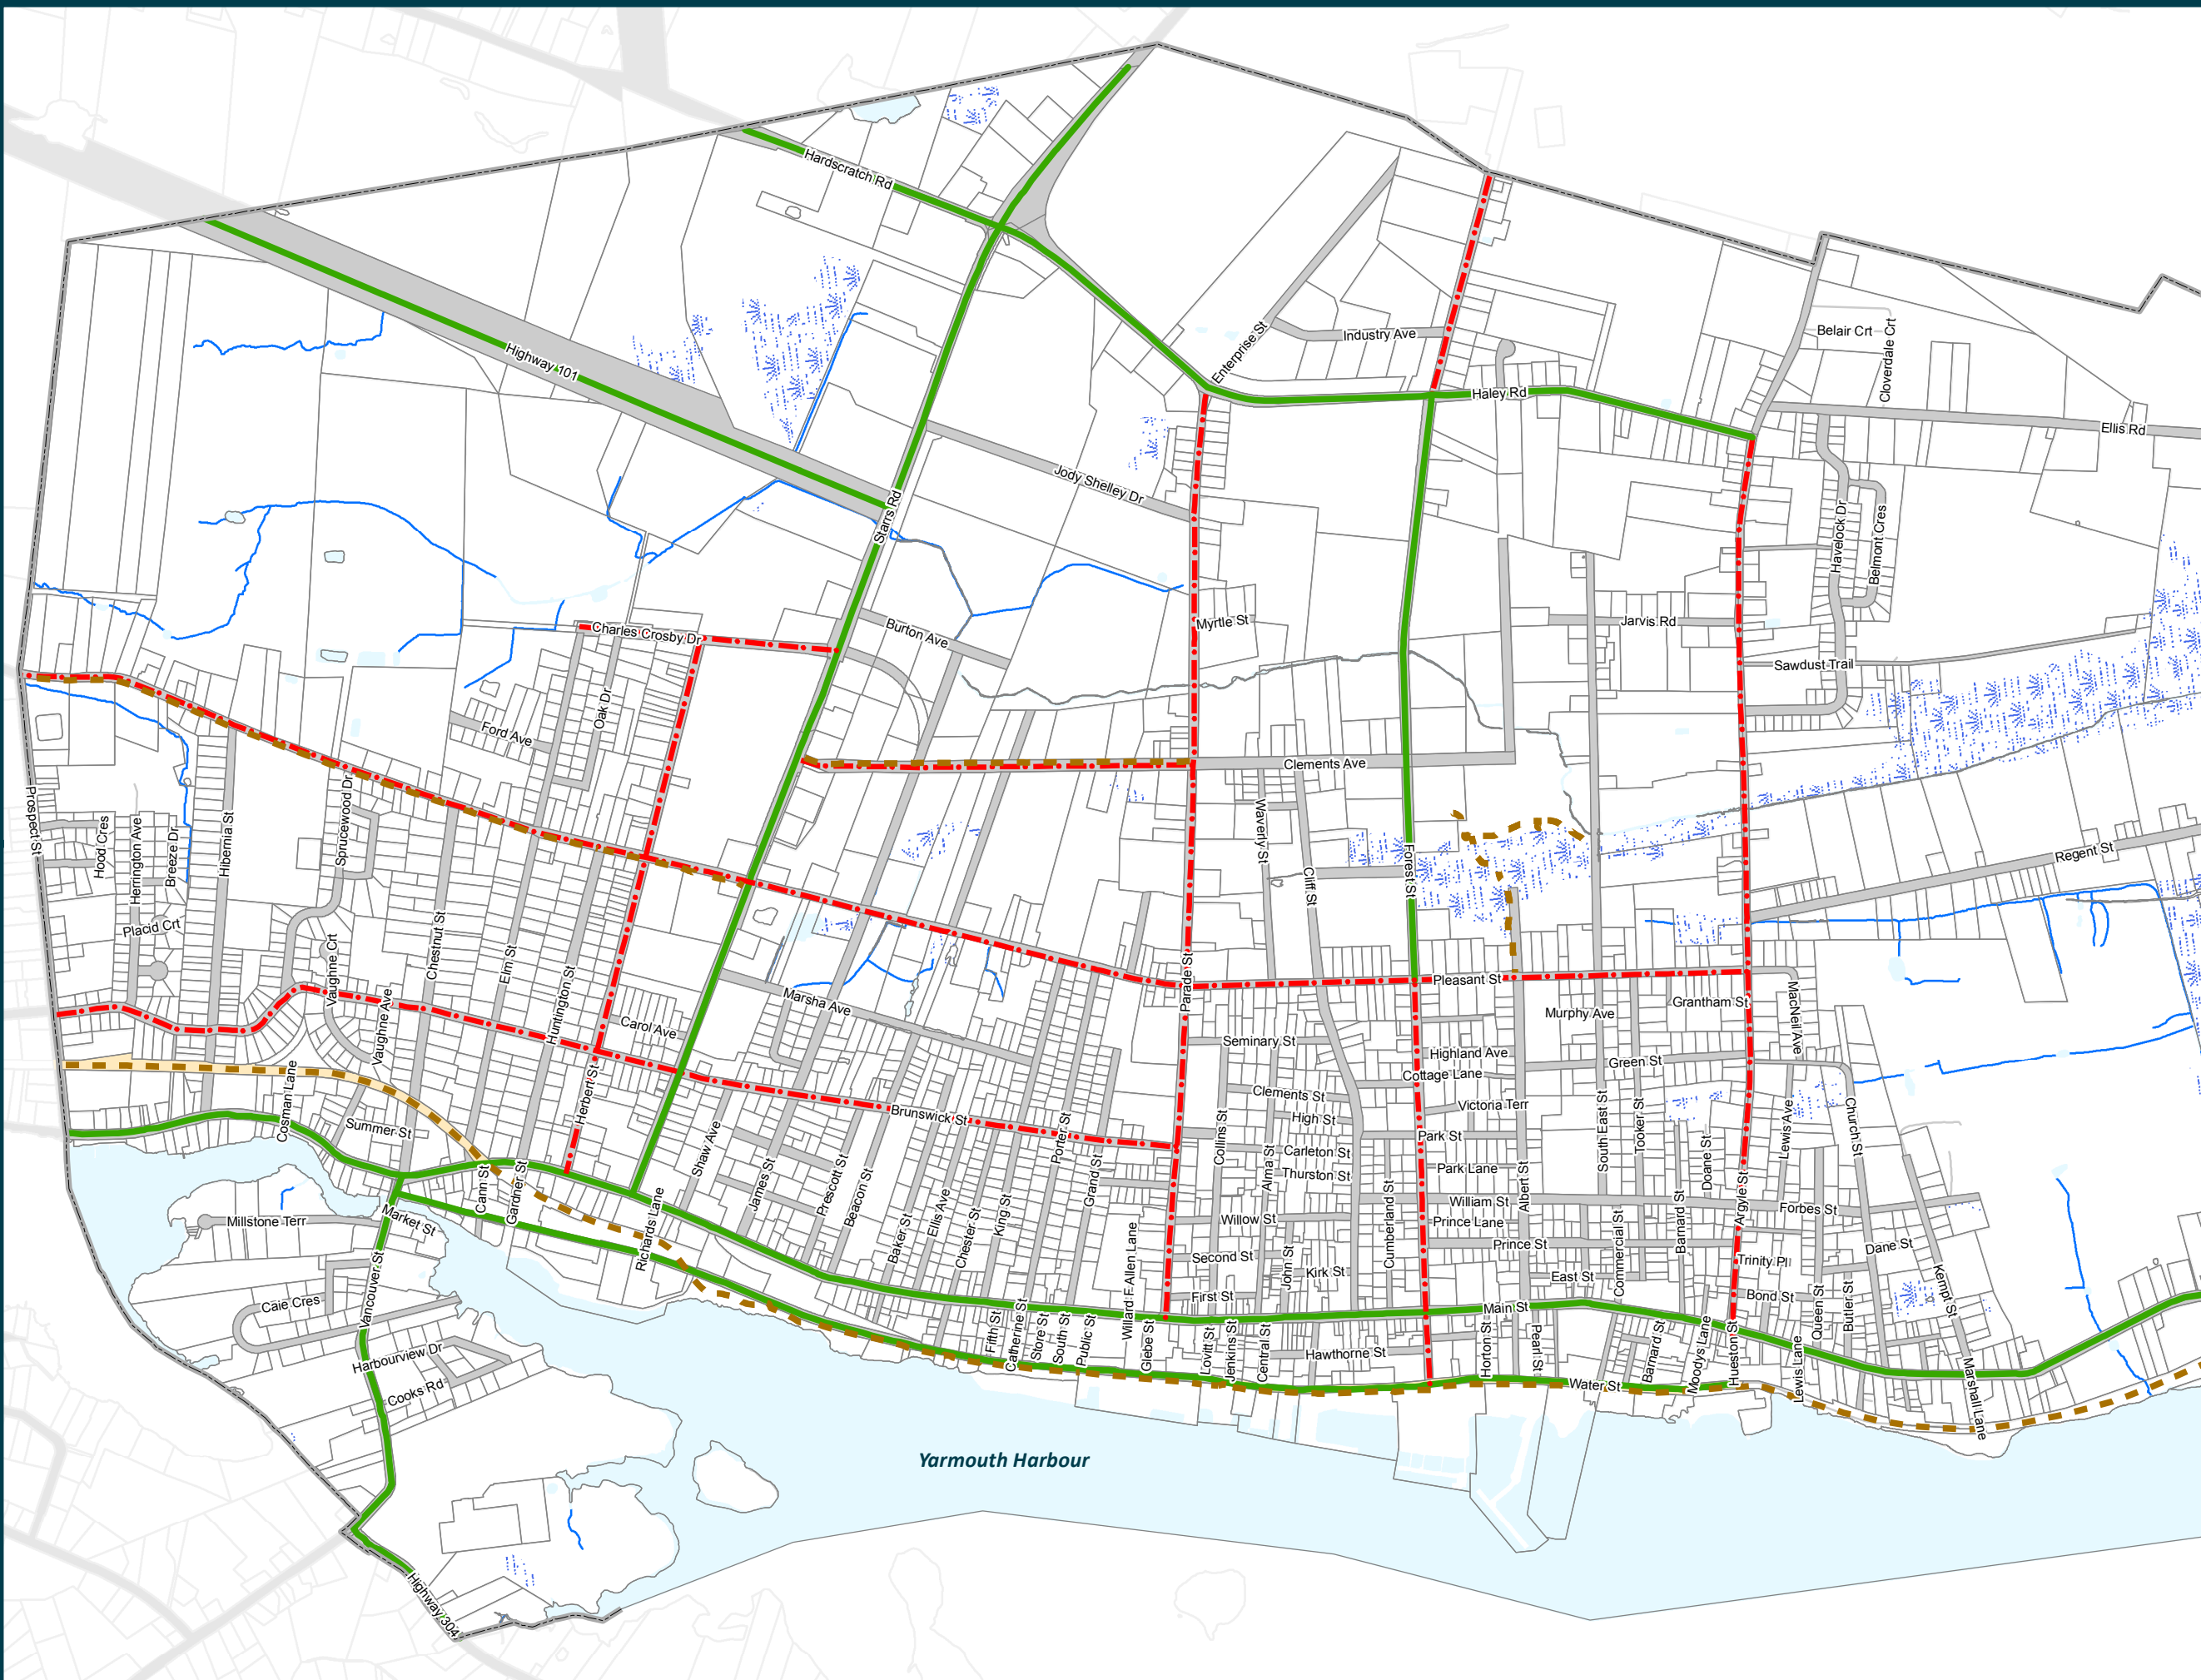 Hardscratch Rd
Highway 101
Enterprise St
Industry Ave
Belair Crt
Cloverdale Crt
Haley Rd
Ellis Rd
Jody Shelley Dr
Starrs Rd
Havelock Dr
Belmont Cres
Charles Crosby Dr
Burton Ave
Myrtle St
Jarvis Rd
Sawdust Trail
Oak Dr
Ford Ave
Clements Ave
Prospect St
Hood Cres
Herrington Ave
Breeze Dr
Hibernia St
Sprucewood Dr
Waverly St
Cliff St
Forest St
Regent St
Placid Crt
Vaughne Crt
Chestnut St
Elm St
Huntington St
Parade St
Pleasant St
Marsha Ave
Vaughne Ave
Carol Ave
Murphy Ave
Grantham St
MacNeil Ave
Seminary St
Highland Ave
Green St
Cottage Lane
Cosman Lane
Summer St
Herbert St
Brunswick St
Porter St
Collins St
Clements St
High St
Victoria Terr
Park St
South East St
Tooker St
Lewis Ave
Church St
Shaw Ave
James St
Prescott St
Beacon St
Grand St
Alma St
Carleton St
Thurston St
Park Lane
Albert St
Doane St
Cann St
Gardner St
Richards Lane
Baker St
Ellis Ave
Chester St
King St
Willow St
Cumberland St
William St
Prince Lane
Commercial St
Barnard St
Argyle St
Forbes St
Millstone Terr
Market St
Vancouver St
Willard F. Allen Lane
Second St
John St
Kirk St
Prince St
East St
Trinity Pl
Dane St
Kempt St
Caie Cres
First St
Main St
Bond St
Queen St
Butler St
Harbourview Dr
Cooks Rd
Fifth St
Catherine St
Store St
South St
Public St
Glebe St
Lovitt St
Jenkins St
Central St
Hawthorne St
Horton St
Pearl St
Water St
Barnard St
Moodys Lane
Hueston St
Lewis Lane
Marshall Lane
Yarmouth Harbour
Highway 304